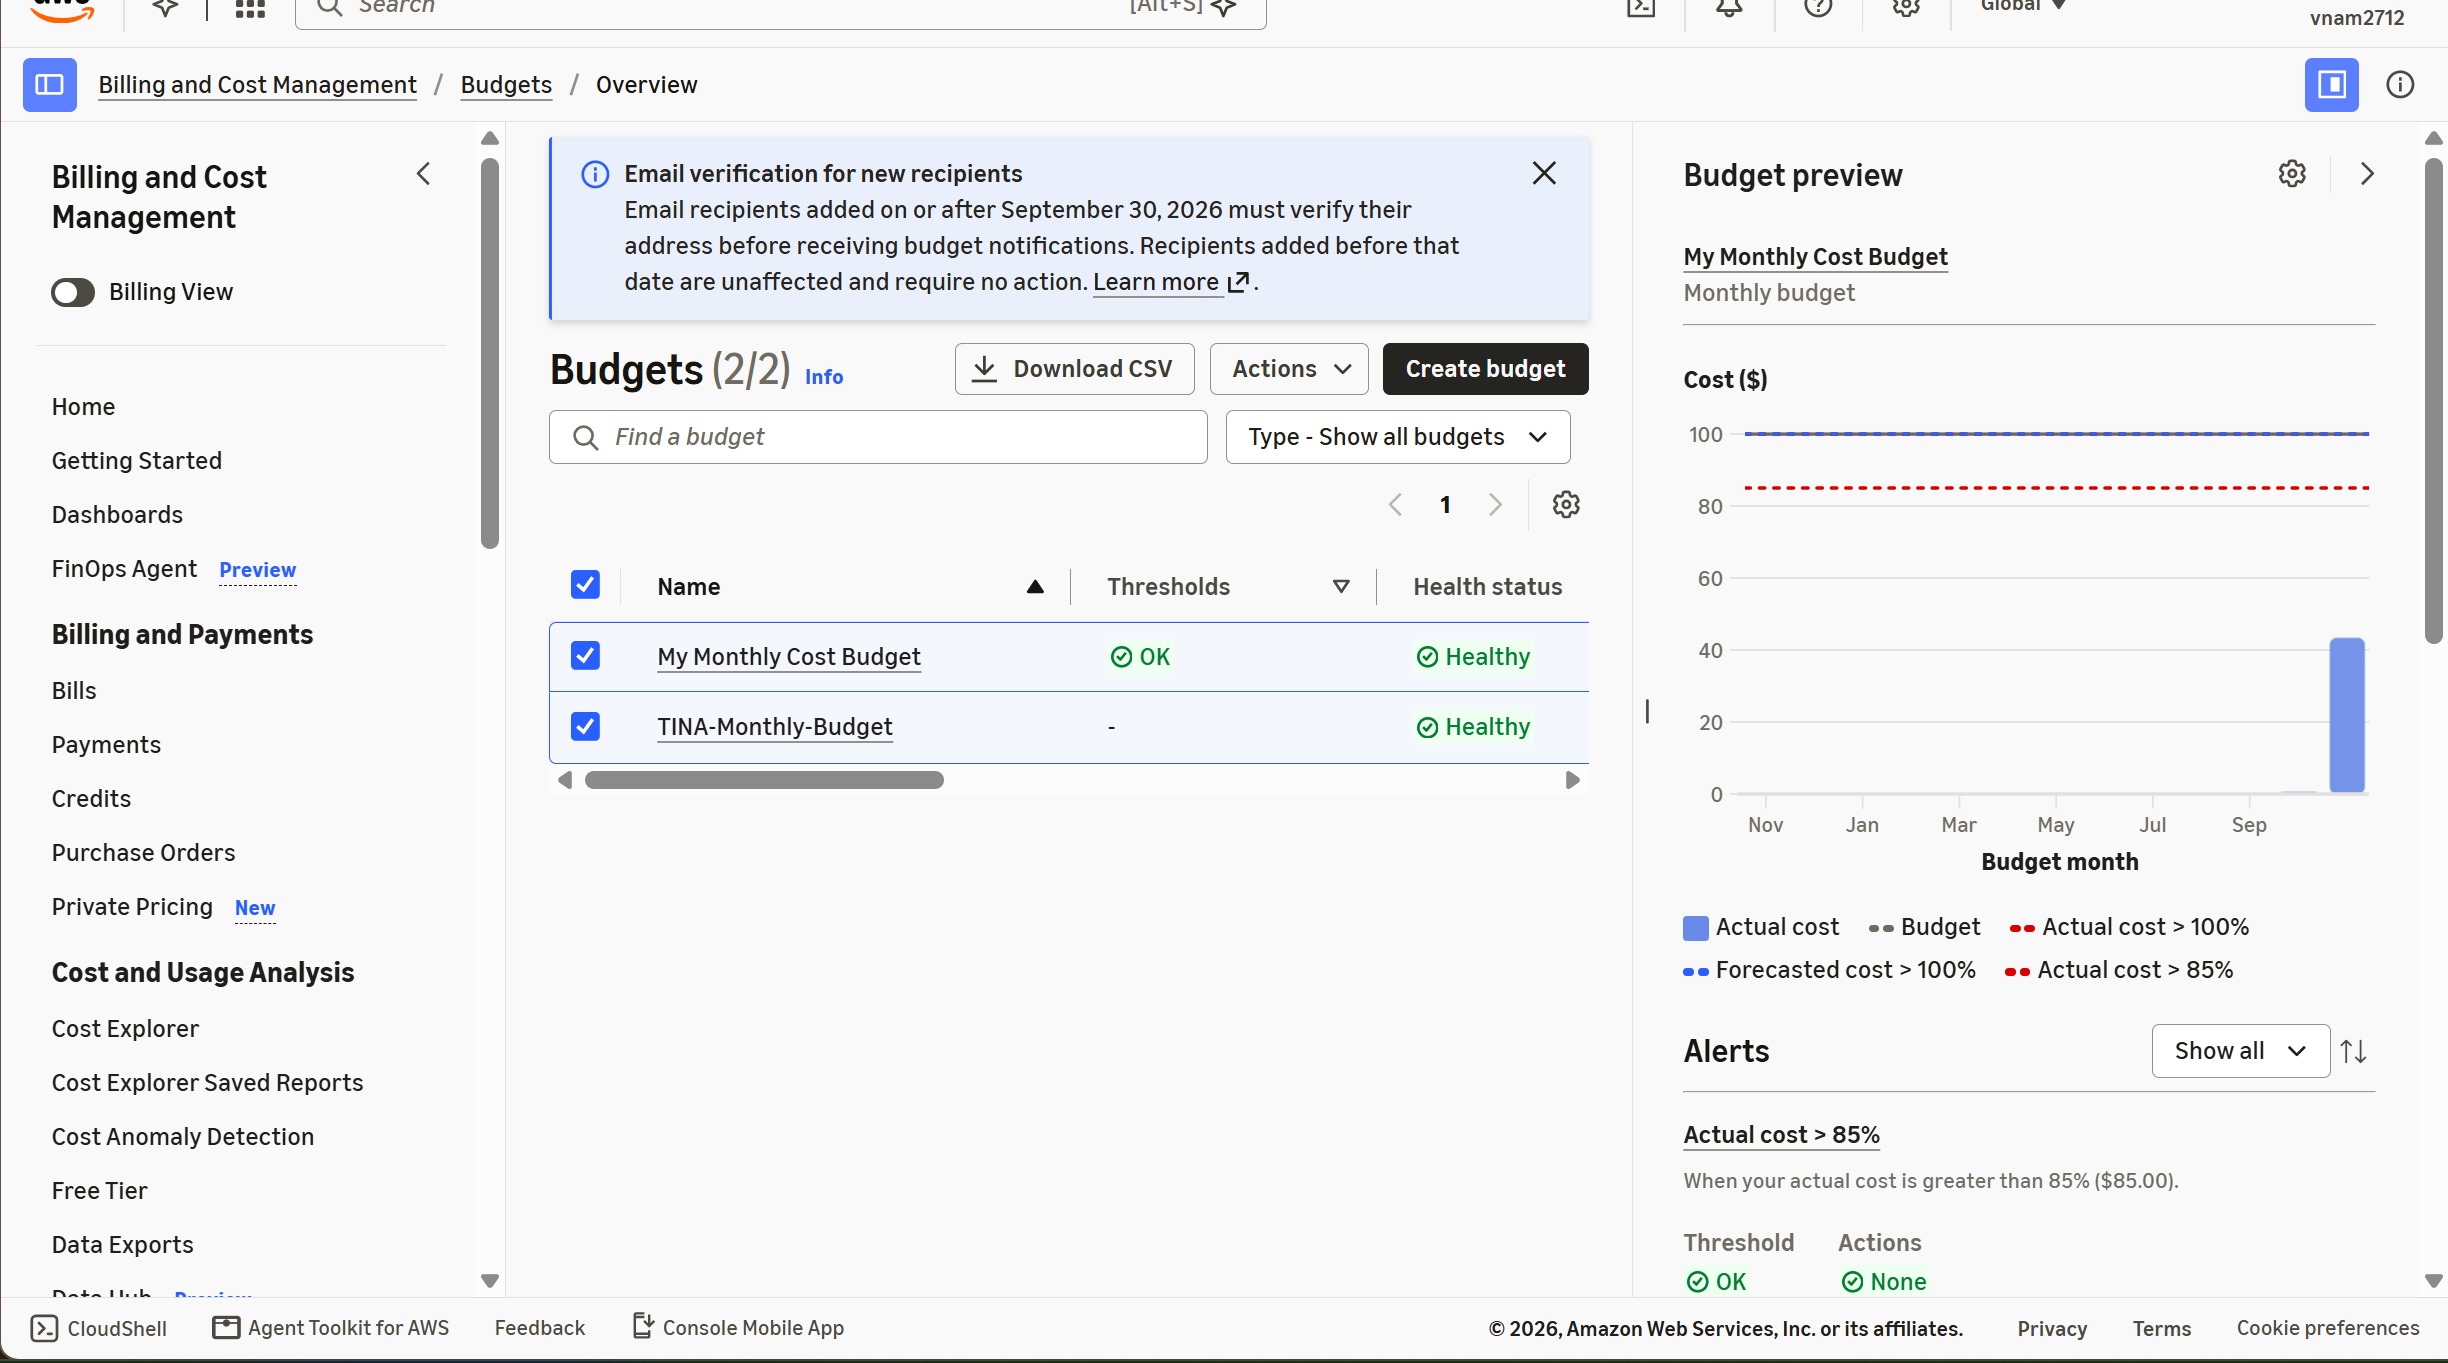 aws
Search
[Alt+S]
Global
vnam2712
Billing and Cost Management / Budgets / Overview
Billing and Cost
Management
Billing View
Home
Getting Started
Dashboards
FinOps Agent Preview
Billing and Payments
Bills
Payments
Credits
Purchase Orders
Private Pricing New
Cost and Usage Analysis
Cost Explorer
Cost Explorer Saved Reports
Cost Anomaly Detection
Free Tier
Data Exports
Data Hub Preview
Email verification for new recipients
Email recipients added on or after September 30, 2026 must verify their
address before receiving budget notifications. Recipients added before that
date are unaffected and require no action. Learn more .
Budgets (2/2) Info
Download CSV
Actions
Create budget
Find a budget
Type - Show all budgets
1
Name Thresholds Health status
My Monthly Cost Budget OK Healthy
TINA-Monthly-Budget - Healthy
Budget preview
My Monthly Cost Budget
Monthly budget
Cost ($)
100
80
60
40
20
0
Nov Jan Mar May Jul Sep
Budget month
Actual cost Budget Actual cost > 100%
Forecasted cost > 100% Actual cost > 85%
Alerts
Show all
Actual cost > 85%
When your actual cost is greater than 85% ($85.00).
Threshold Actions
OK None
CloudShell Agent Toolkit for AWS Feedback Console Mobile App
© 2026, Amazon Web Services, Inc. or its affiliates. Privacy Terms Cookie preferences